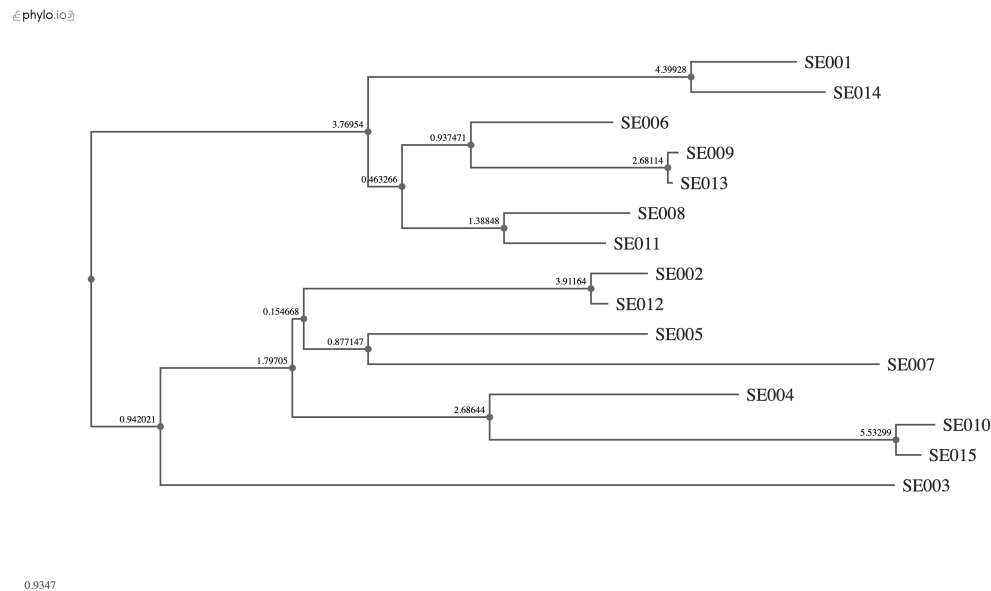 phylo.io
SE001
4.39928
SE014
3.76954
SE006
0.937471
SE009
2.68114
SE013
0.463266
SE008
1.38848
SE011
SE002
3.91164
SE012
0.154668
SE005
0.877147
SE007
1.79705
SE004
2.68644
SE010
0.942021
5.53299
SE015
SE003
0.9347